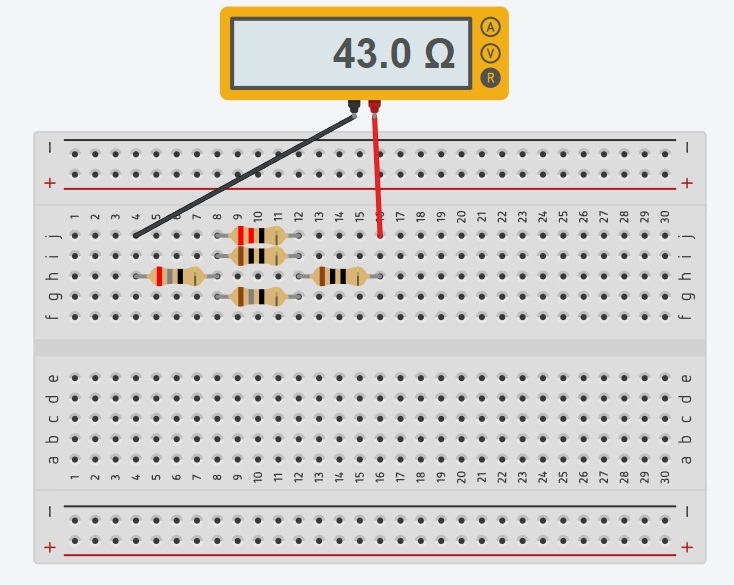 43.0 Ω
A
V
R
— —
+ +
1 2 3 4 5 6 7 8 9 10 11 12 13 14 15 16 17 18 19 20 21 22 23 24 25 26 27 28 29 30
j j
i i
h h
g g
f f
e e
d d
c c
b b
a a
1 2 3 4 5 6 7 8 9 10 11 12 13 14 15 16 17 18 19 20 21 22 23 24 25 26 27 28 29 30
— —
+ +